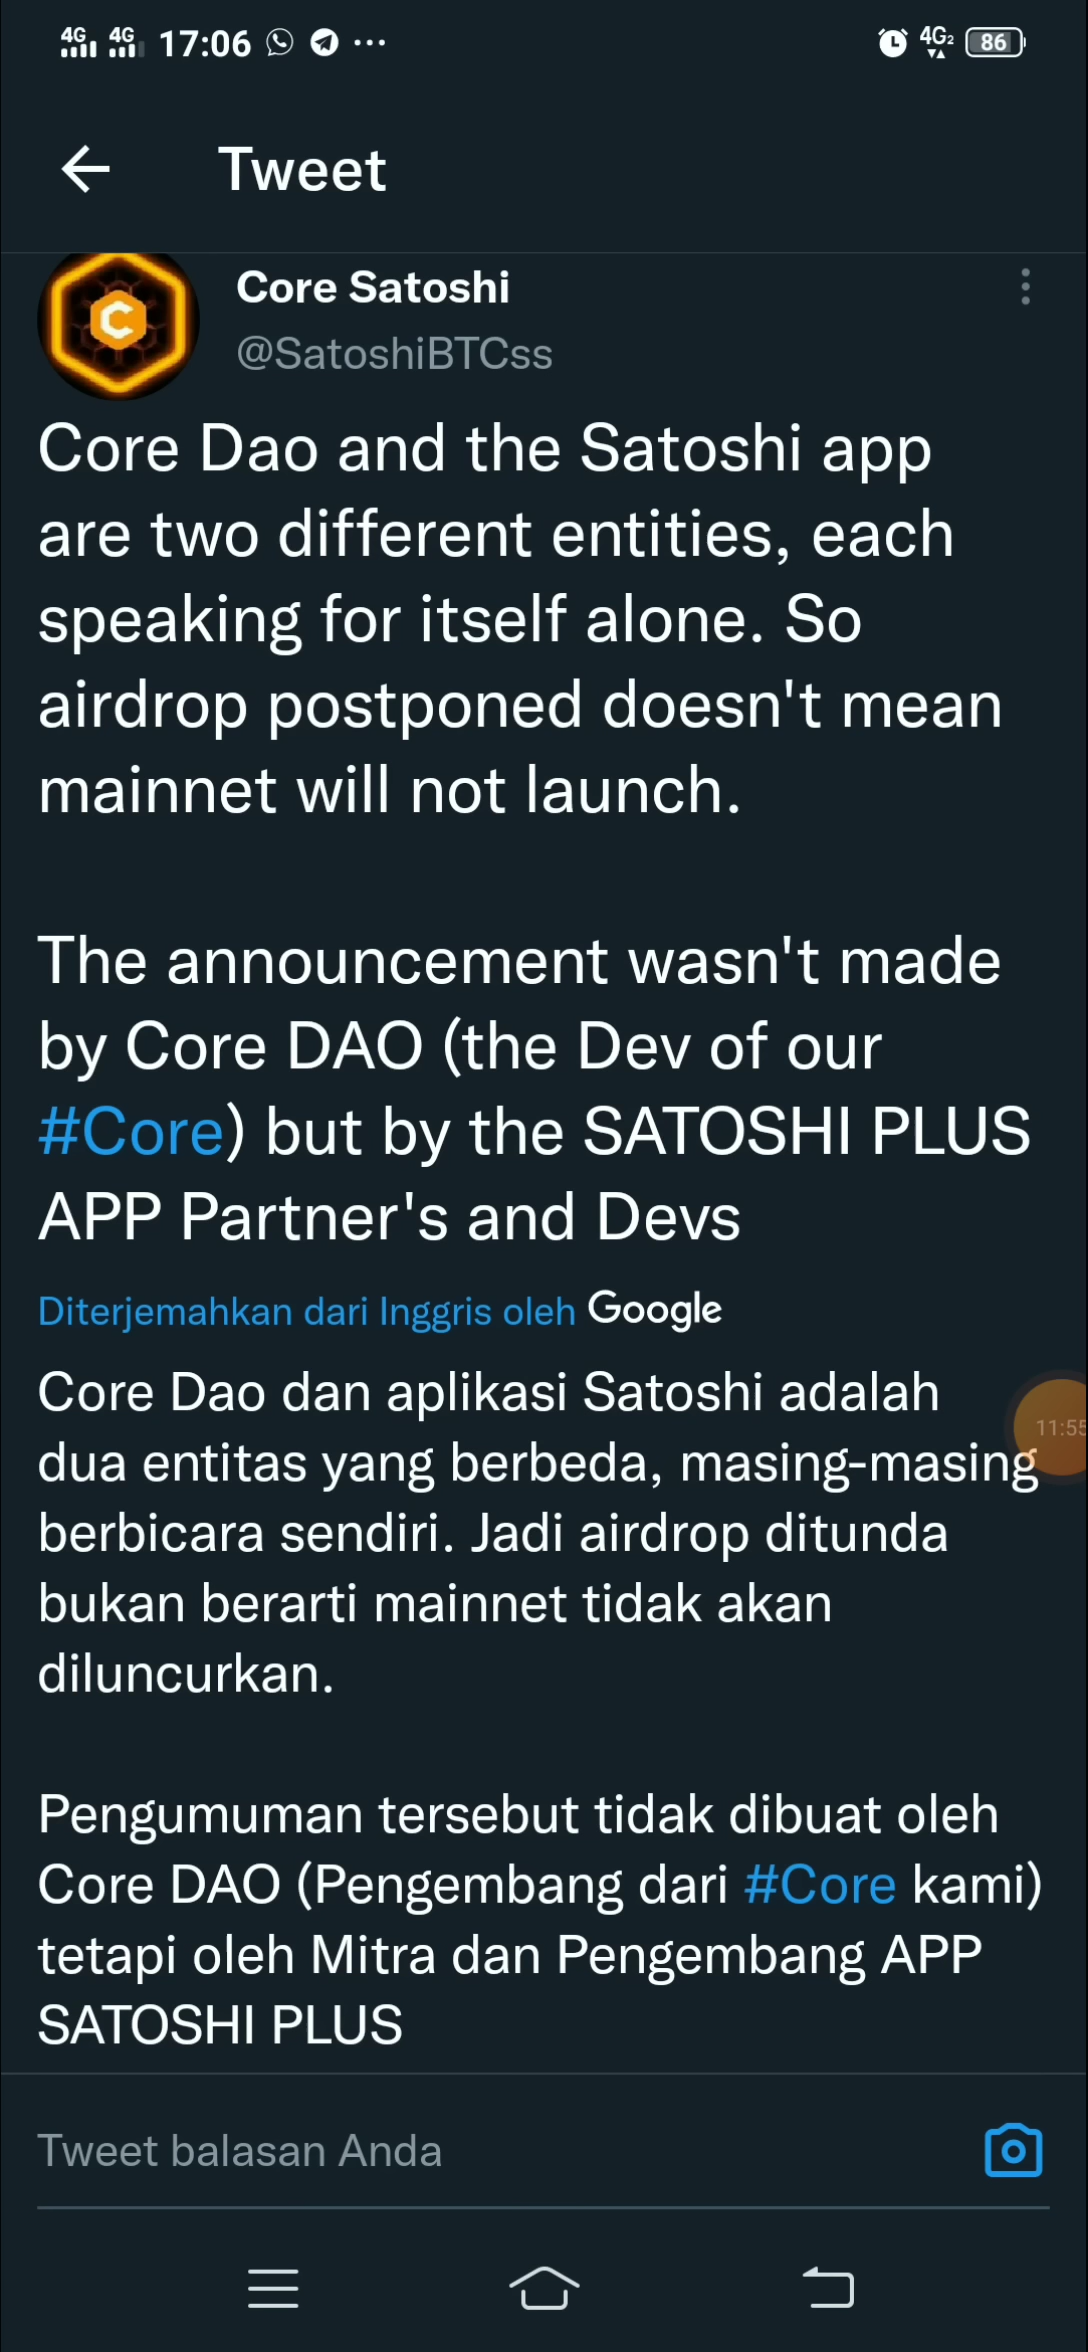 4G 4G 17:06 ...
4G2 86
Tweet
Core Satoshi
@SatoshiBTCss
Core Dao and the Satoshi app
are two different entities, each
speaking for itself alone. So
airdrop postponed doesn't mean
mainnet will not launch.
The announcement wasn't made
by Core DAO (the Dev of our
#Core) but by the SATOSHI PLUS
APP Partner's and Devs
Diterjemahkan dari Inggris oleh Google
Core Dao dan aplikasi Satoshi adalah
dua entitas yang berbeda, masing-masing
berbicara sendiri. Jadi airdrop ditunda
bukan berarti mainnet tidak akan
diluncurkan.
Pengumuman tersebut tidak dibuat oleh
Core DAO (Pengembang dari #Core kami)
tetapi oleh Mitra dan Pengembang APP
SATOSHI PLUS
11:55
Tweet balasan Anda